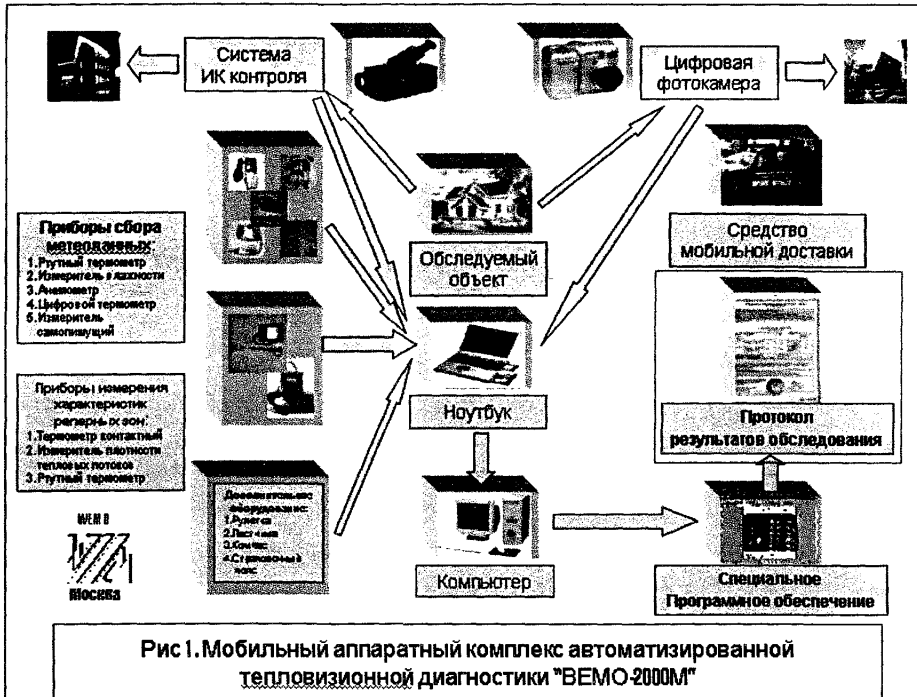 Система
ИК контроля
Цифровая
фотокамера
Приборы сбора
метеоданных:
1.Ртутный термометр
2.Измеритель влажности
3.Анемометр
4.Цифровой термометр
5.Измеритель
самопишущий
Обследуемый
объект
Средство
мобильной доставки
Приборы измерения
характеристик
реперных зон:
1.Термометр контактный
2.Измеритель плотности
тепловых потоков
3.Ртутный термометр
Ноутбук
Протокол
результатов обследования
Дополнительное
оборудование:
1.Рулетка
2.Лестница
3.Компас
4.Страховочный
пояс
ВЕМО
Москва
Компьютер
Специальное
Программное обеспечение
Рис1.Мобильный аппаратный комплекс автоматизированной
тепловизионной диагностики "ВЕМО-2000М"